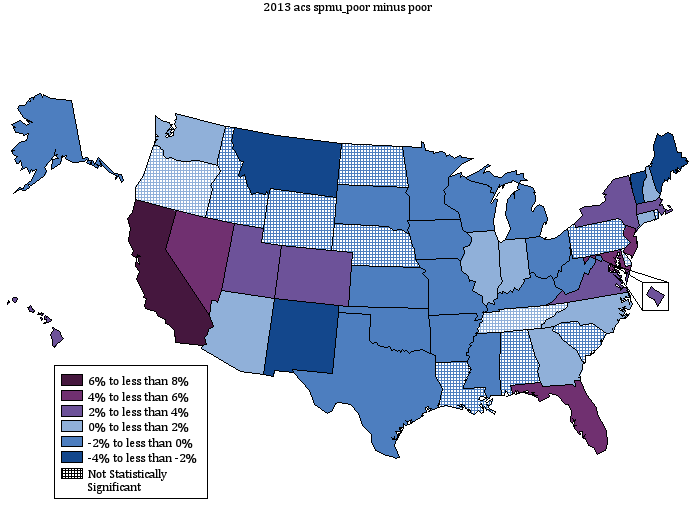 2013 acs spmu_poor minus poor
6% to less than 8%
4% to less than 6%
2% to less than 4%
0% to less than 2%
-2% to less than 0%
-4% to less than -2%
Not Statistically
Significant